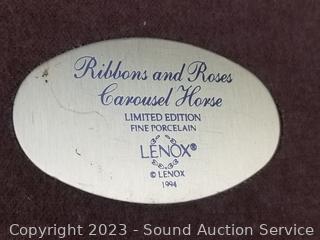 Ribbons and Roses
Carousel Horse
LIMITED EDITION
FINE PORCELAIN
LENOX®
© LENOX
1994
Copyright © 2023 - Sound Auction Service